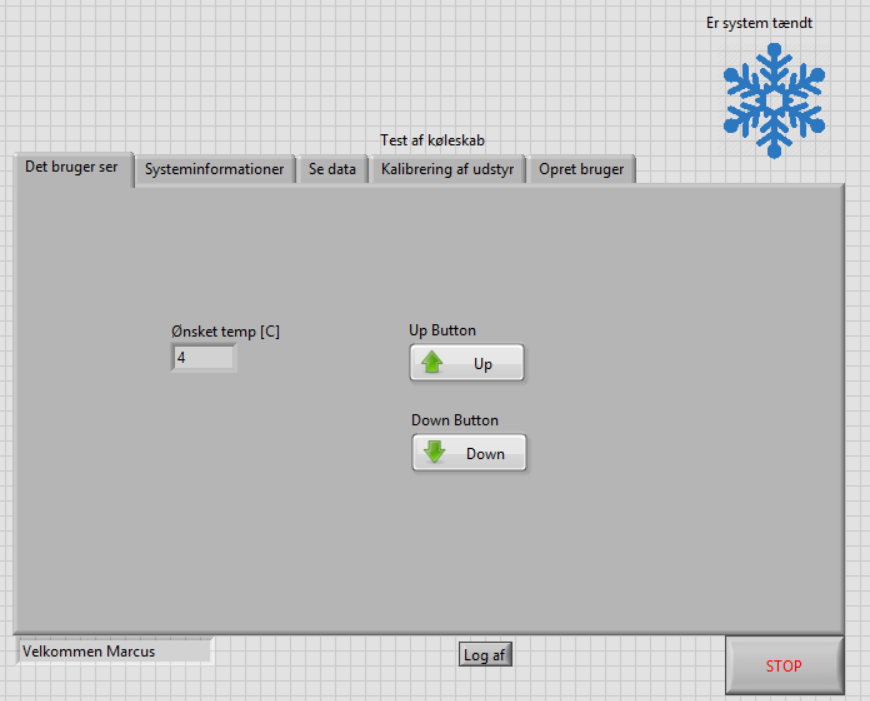 Er system tændt
Test af køleskab
Det bruger ser
Systeminformationer
Se data
Kalibrering af udstyr
Opret bruger
Ønsket temp [C]
4
Up Button
Up
Down Button
Down
Velkommen Marcus
Log af
STOP